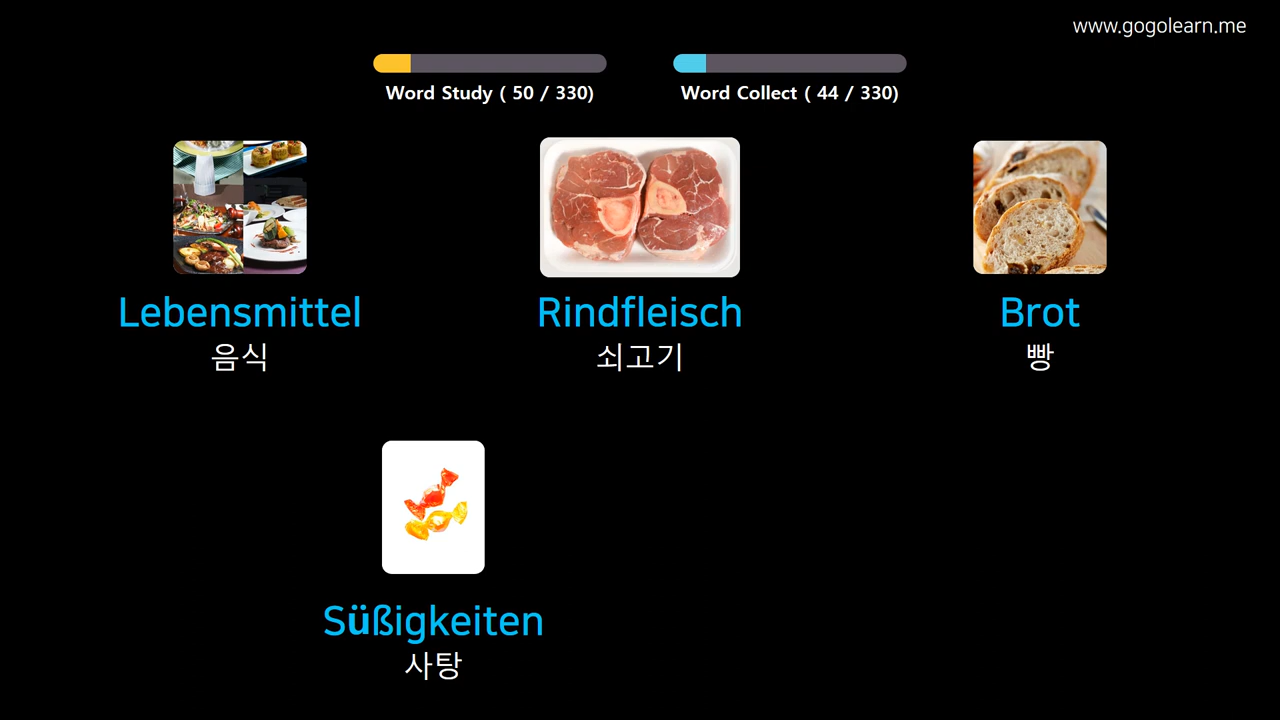 www.gogolearn.me
Word Study ( 50 / 330)
Word Collect ( 44 / 330)
Lebensmittel
음식
Rindfleisch
쇠고기
Brot
빵
Süßigkeiten
사탕